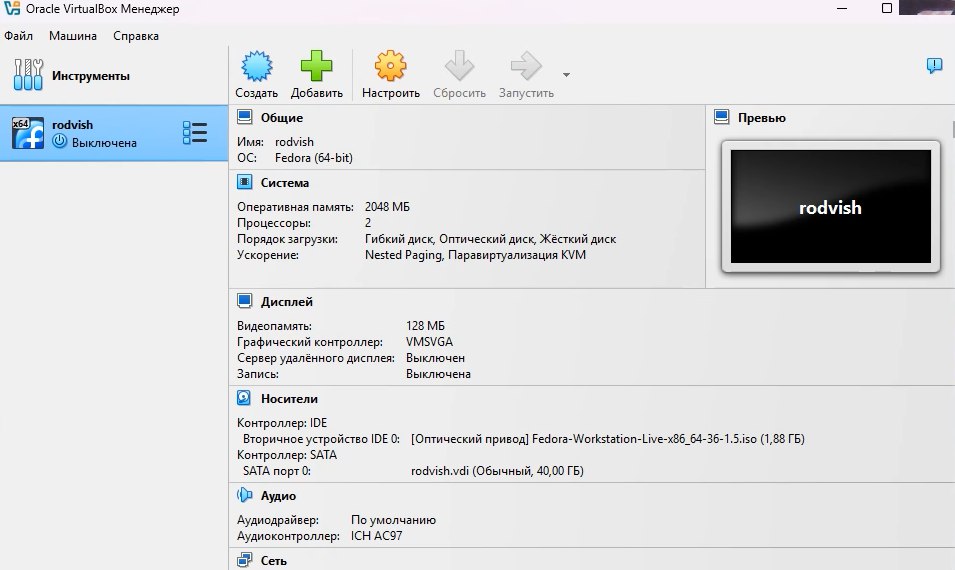 Oracle VirtualBox Менеджер
Файл Машина Справка
Инструменты
Создать Добавить Настроить Сбросить Запустить
x64
rodvish
Выключена
Общие
Имя: rodvish
ОС: Fedora (64-bit)
Превью
rodvish
Система
Оперативная память: 2048 МБ
Процессоры: 2
Порядок загрузки: Гибкий диск, Оптический диск, Жёсткий диск
Ускорение: Nested Paging, Паравиртуализация KVM
Дисплей
Видеопамять: 128 МБ
Графический контроллер: VMSVGA
Сервер удалённого дисплея: Выключен
Запись: Выключена
Носители
Контроллер: IDE
Вторичное устройство IDE 0: [Оптический привод] Fedora-Workstation-Live-x86_64-36-1.5.iso (1,88 ГБ)
Контроллер: SATA
SATA порт 0: rodvish.vdi (Обычный, 40,00 ГБ)
Аудио
Аудиодрайвер: По умолчанию
Аудиоконтроллер: ICH AC97
Сеть